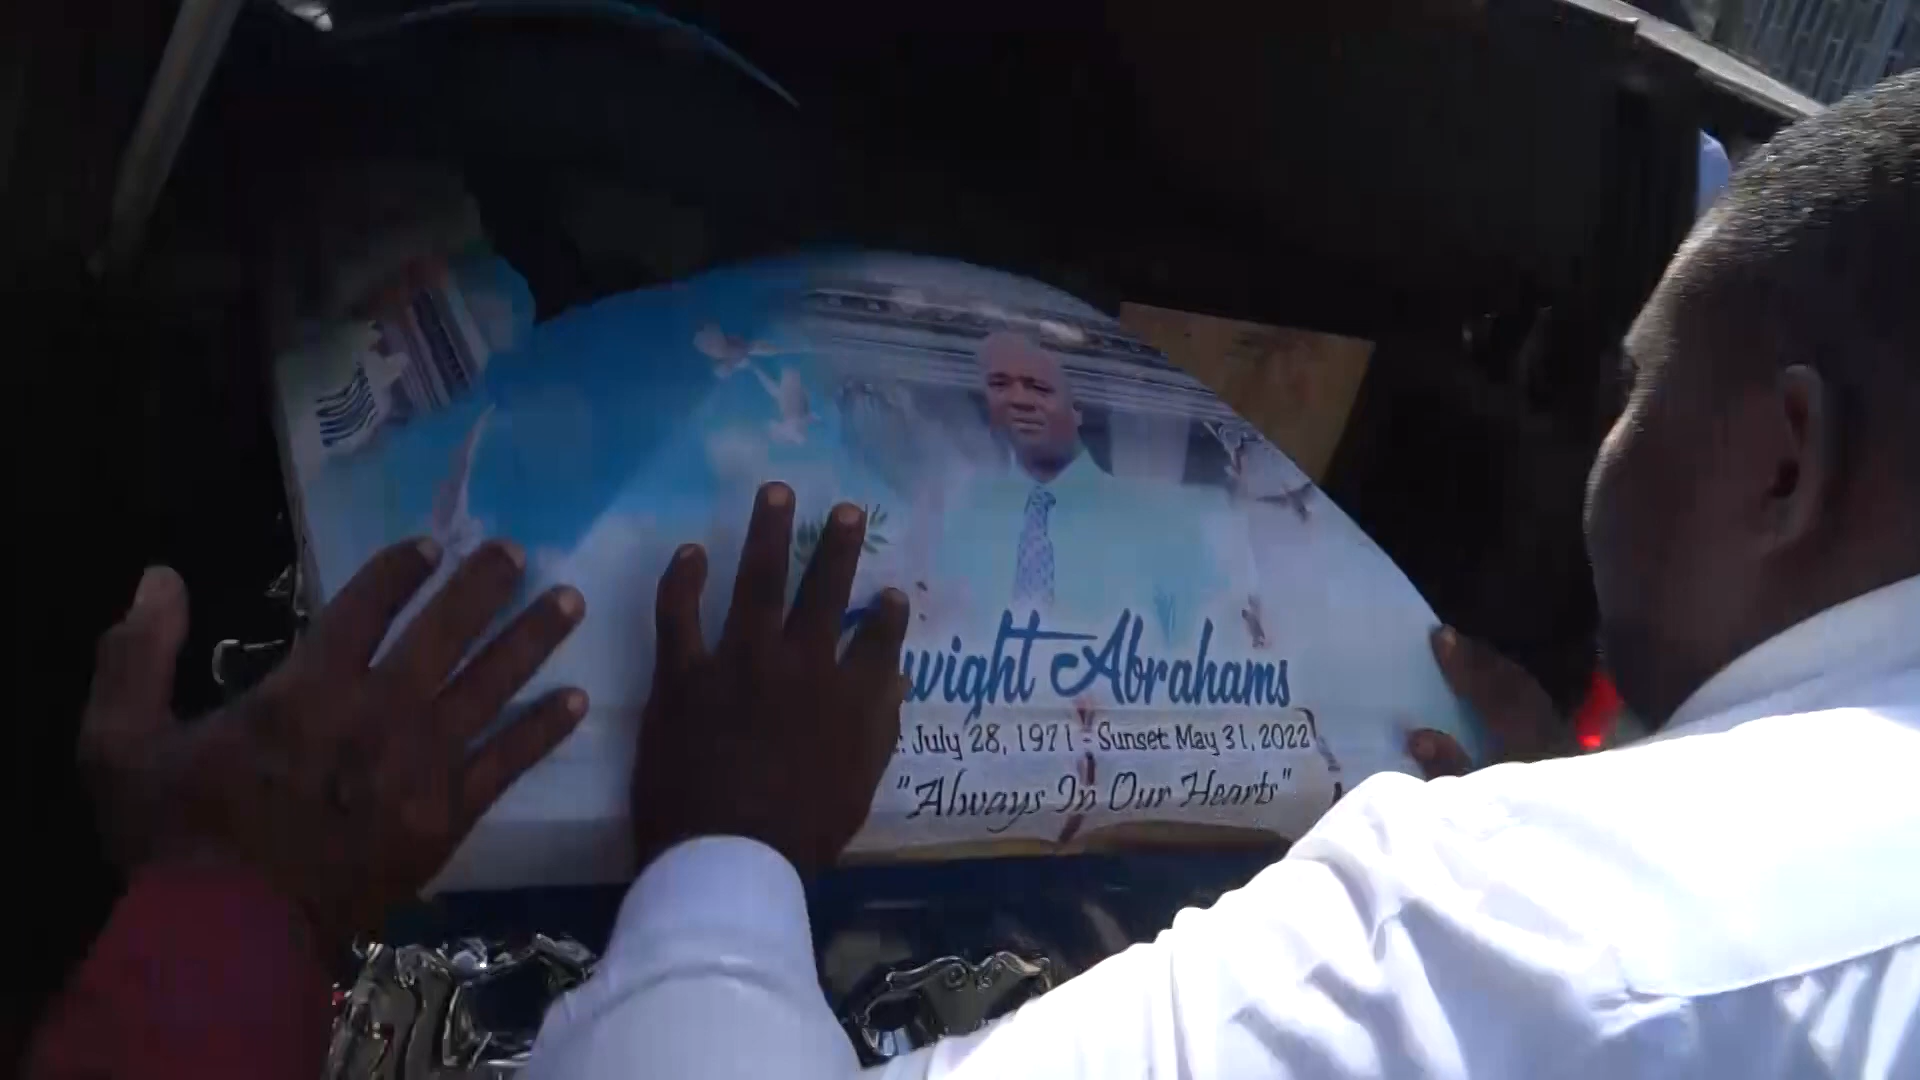 wight Abrahams
: July 28, 1971 - Sunset May 31, 2022
"Always In Our Hearts"